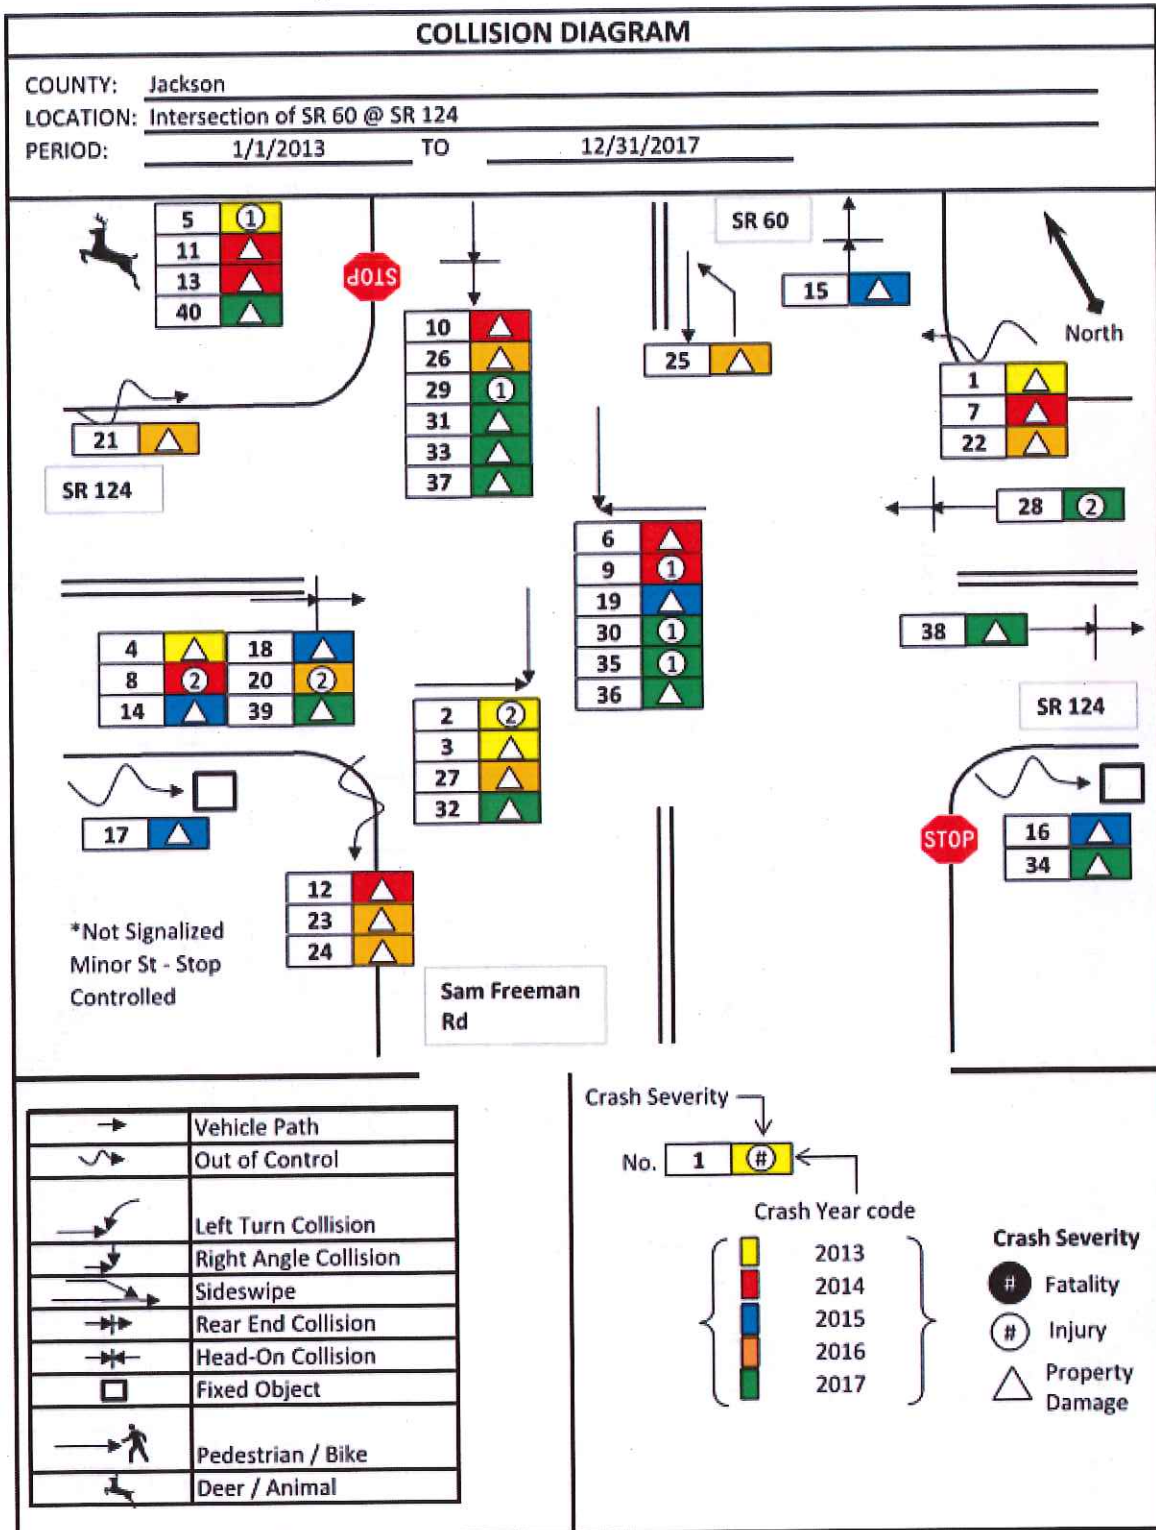 COLLISION DIAGRAM
COUNTY: Jackson
LOCATION: Intersection of SR 60 @ SR 124
PERIOD: 1/1/2013 TO 12/31/2017
5 1
11
13
40
STOP
SR 60
15
North
10
26
29 1
31
33
37
25
1
7
22
21
SR 124
28 2
6
9 1
19
30 1
35 1
36
4 18
8 2 20 2
14 39
38
SR 124
2 2
3
27
32
17
STOP
16
34
12
23
24
*Not Signalized
Minor St - Stop
Controlled
Sam Freeman
Rd
Vehicle Path
Out of Control
Left Turn Collision
Right Angle Collision
Sideswipe
Rear End Collision
Head-On Collision
Fixed Object
Pedestrian / Bike
Deer / Animal
Crash Severity
No. 1 #
Crash Year code
2013
2014
2015
2016
2017
Crash Severity
# Fatality
# Injury
Property
Damage